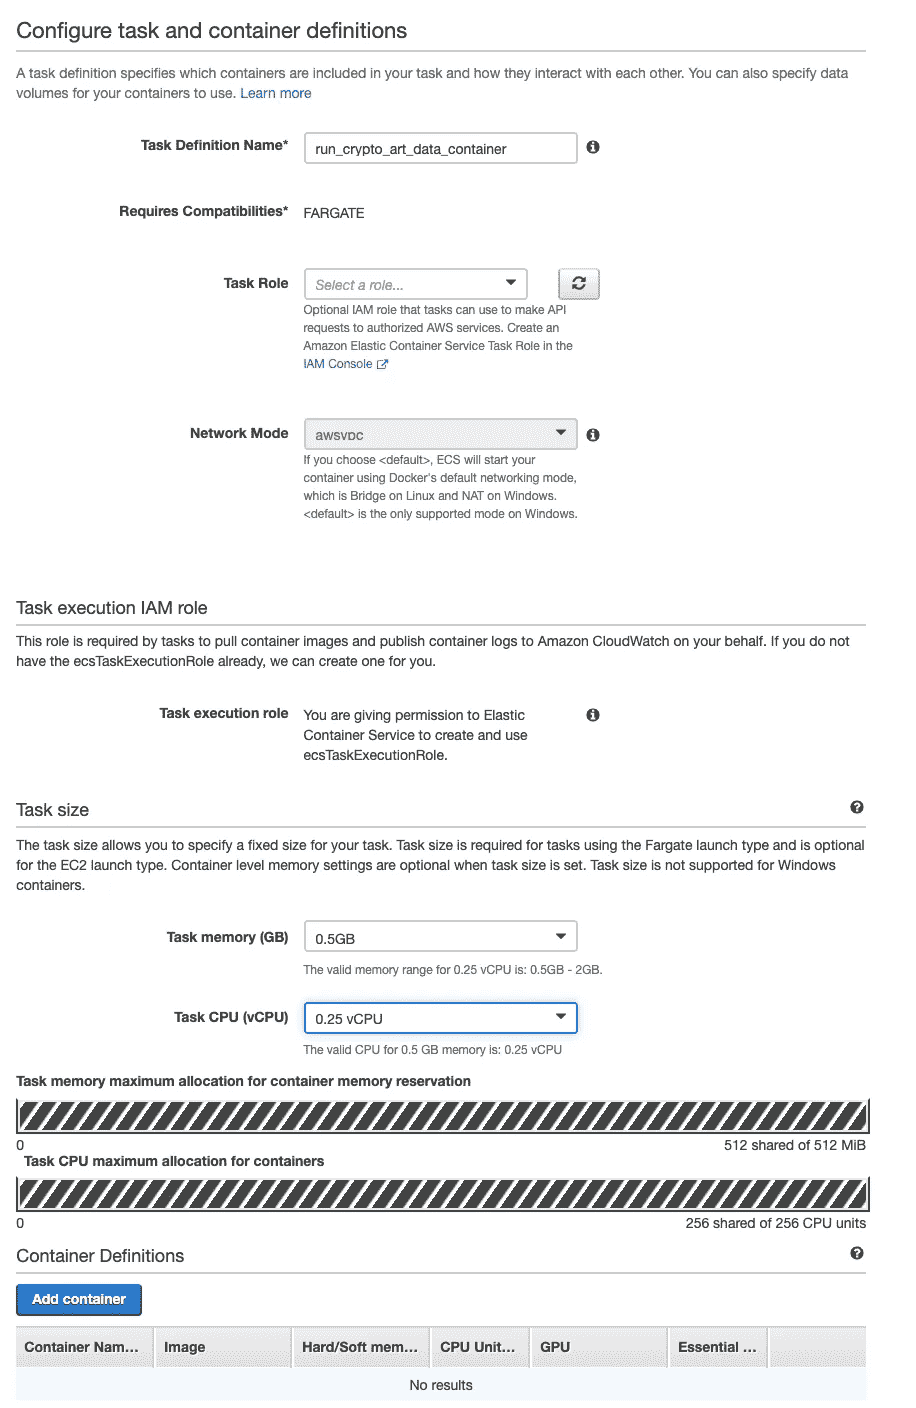 Configure task and container definitions
A task definition specifies which containers are included in your task and how they interact with each other. You can also specify data
volumes for your containers to use. Learn more
Task Definition Name*
run_crypto_art_data_container
Requires Compatibilities*
FARGATE
Task Role
Select a role...
Optional IAM role that tasks can use to make API
requests to authorized AWS services. Create an
Amazon Elastic Container Service Task Role in the
IAM Console
Network Mode
awsvpc
If you choose <default>, ECS will start your
container using Docker's default networking mode,
which is Bridge on Linux and NAT on Windows.
<default> is the only supported mode on Windows.
Task execution IAM role
This role is required by tasks to pull container images and publish container logs to Amazon CloudWatch on your behalf. If you do not
have the ecsTaskExecutionRole already, we can create one for you.
Task execution role
You are giving permission to Elastic
Container Service to create and use
ecsTaskExecutionRole.
Task size
The task size allows you to specify a fixed size for your task. Task size is required for tasks using the Fargate launch type and is optional
for the EC2 launch type. Container level memory settings are optional when task size is set. Task size is not supported for Windows
containers.
Task memory (GB)
0.5GB
The valid memory range for 0.25 vCPU is: 0.5GB - 2GB.
Task CPU (vCPU)
0.25 vCPU
The valid CPU for 0.5 GB memory is: 0.25 vCPU
Task memory maximum allocation for container memory reservation
0 512 shared of 512 MiB
Task CPU maximum allocation for containers
0 256 shared of 256 CPU units
Container Definitions
Add container
Container Nam... Image Hard/Soft mem... CPU Unit... GPU Essential ...
No results